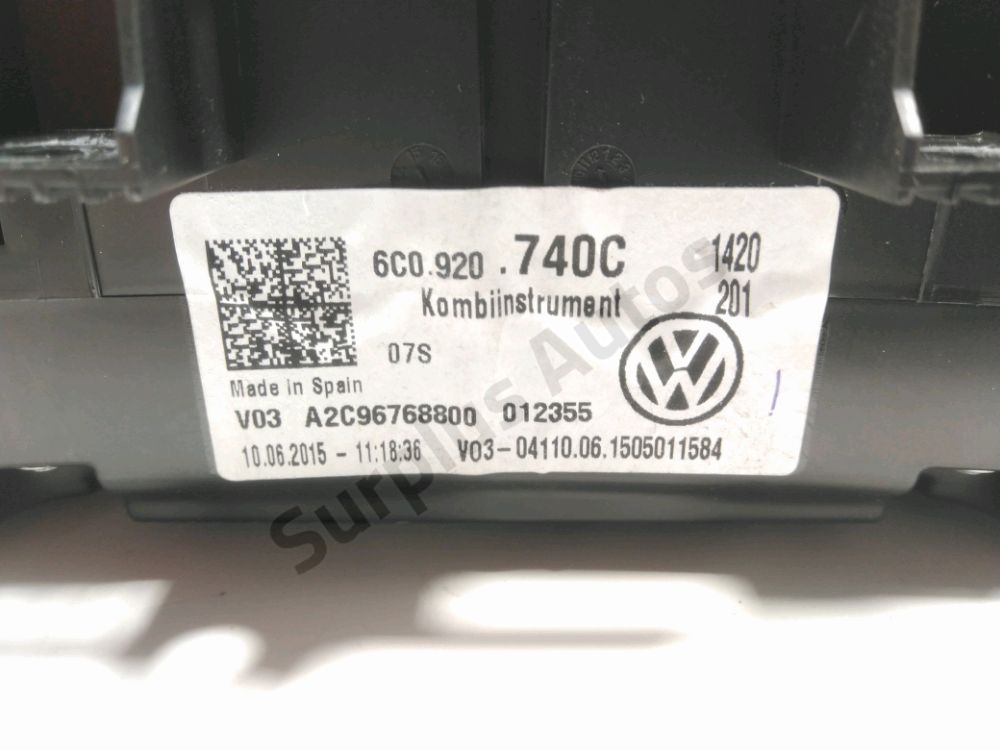 6C0.920 .740C 1420
Kombiinstrument 201
07S
Made in Spain
V03 A2C96768800 012355
10.06.2015 - 11:18:36 V03-04110.06.1505011584
Surplus Autos